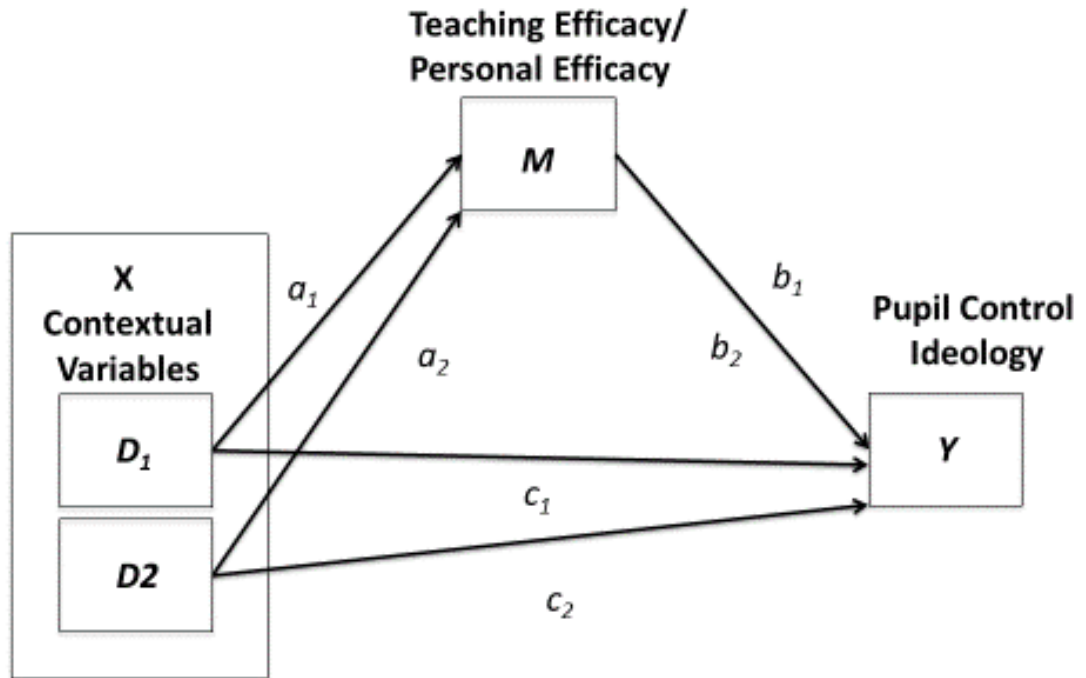 Teaching Efficacy/
Personal Efficacy
M
X
Contextual
Variables
D₁
D2
a₁
a₂
b₁
b₂
c₁
c₂
Pupil Control
Ideology
Y